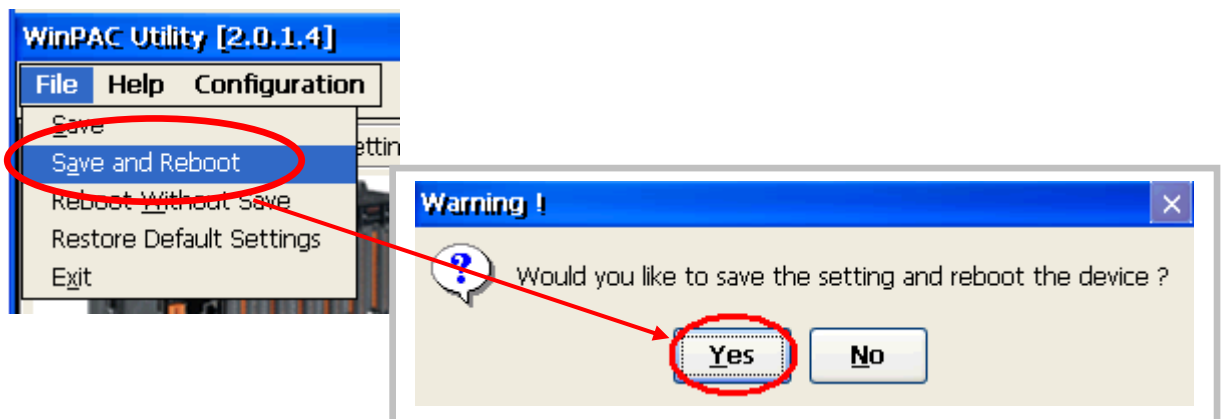 WinPAC Utility [2.0.1.4]
File Help Configuration
Save
Save and Reboot
ettin
Reboot Without Save
Restore Default Settings
Exit
Warning !
Would you like to save the setting and reboot the device ?
Yes No